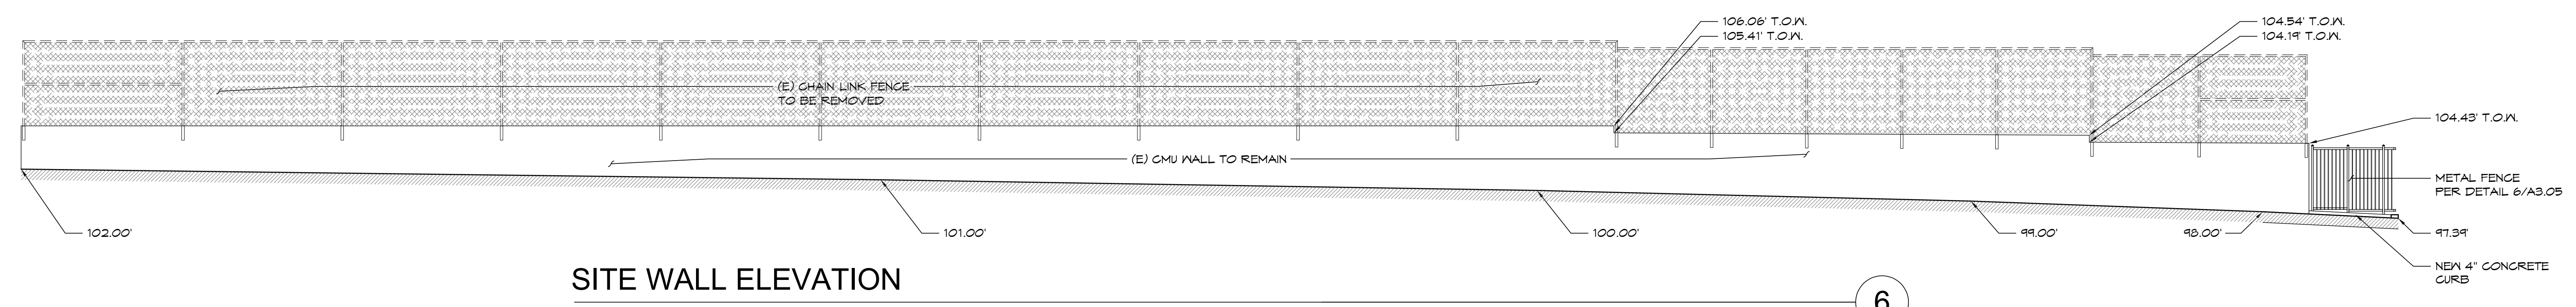 106.06' T.O.W.
105.41' T.O.W.
104.54' T.O.W.
104.19' T.O.W.
(E) CHAIN LINK FENCE
TO BE REMOVED
104.43' T.O.W.
(E) CMU WALL TO REMAIN
METAL FENCE
PER DETAIL 6/A3.05
102.00'
101.00'
100.00'
99.00'
98.00'
97.39'
NEW 4" CONCRETE
CURB
SITE WALL ELEVATION
6